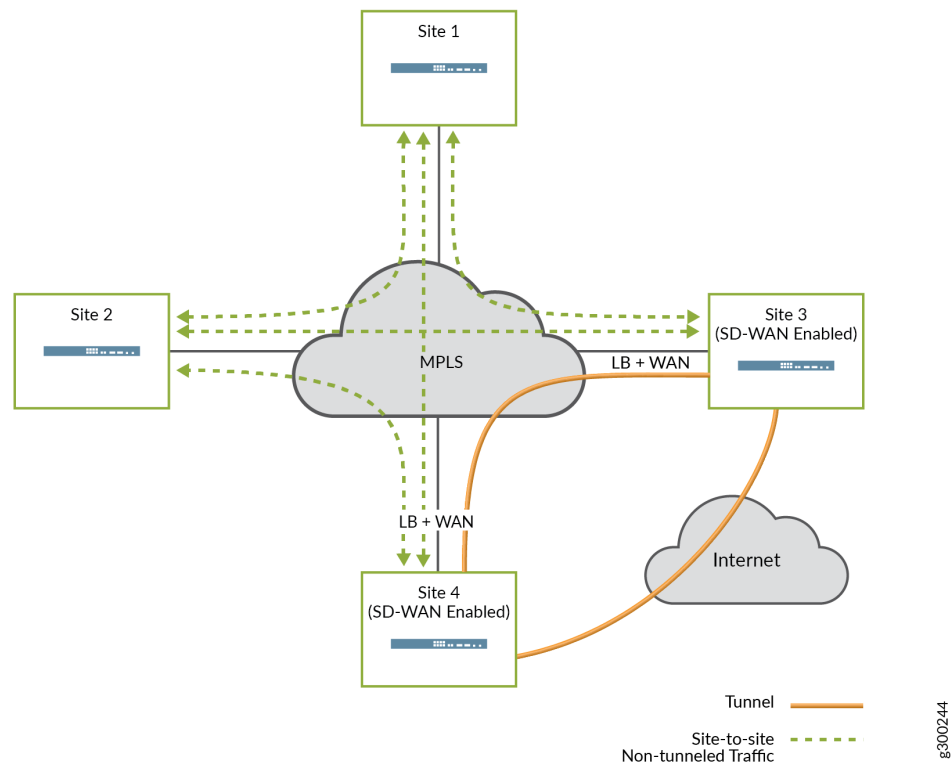 Site 1
Site 2
Site 3
(SD-WAN Enabled)
MPLS
LB + WAN
LB + WAN
Internet
Site 4
(SD-WAN Enabled)
Tunnel
Site-to-site
Non-tunneled Traffic
g300244